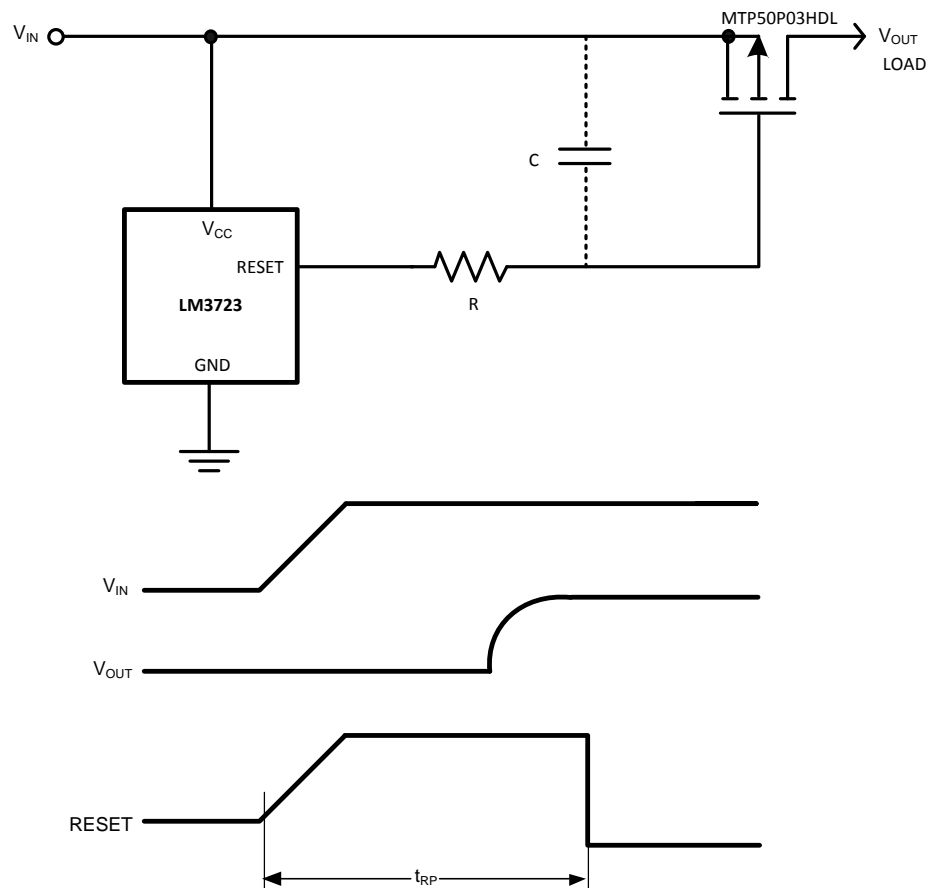 MTP50P03HDL
VIN
VOUT
LOAD
C
VCC
RESET
LM3723
R
GND
VIN
VOUT
RESET
tRP